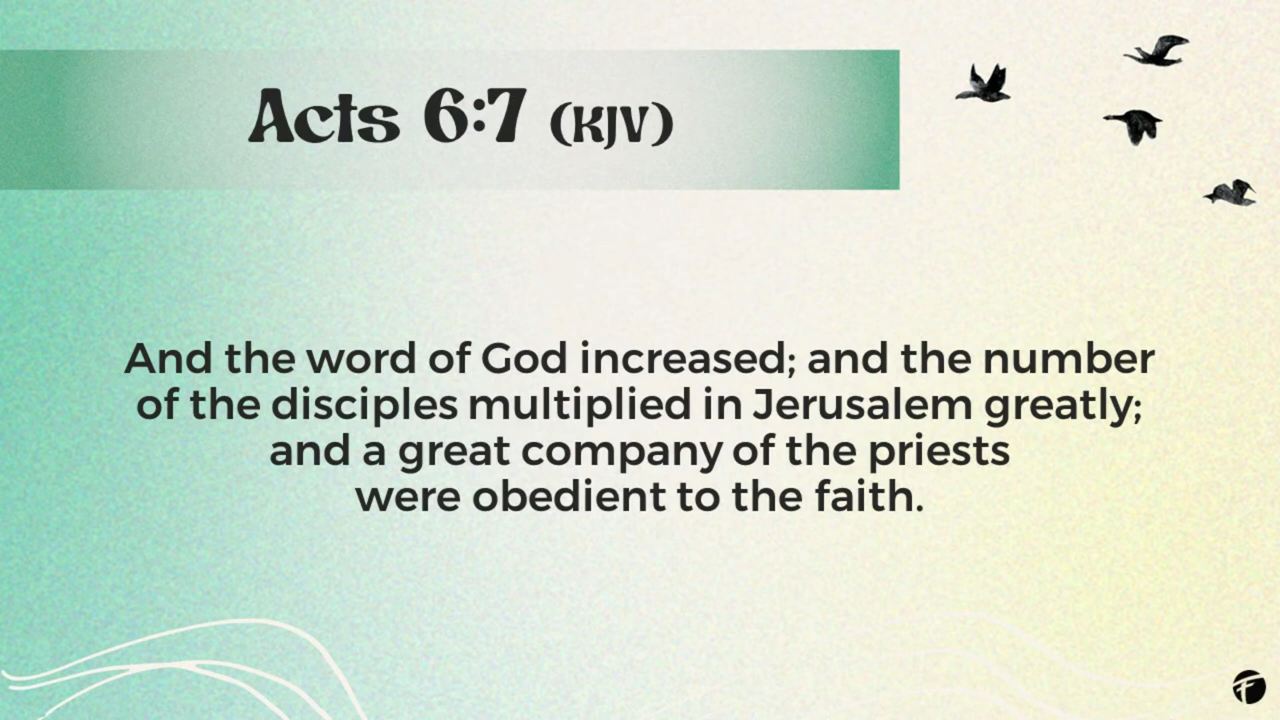 Acts 6:7 (KJV)
And the word of God increased; and the number
of the disciples multiplied in Jerusalem greatly;
and a great company of the priests
were obedient to the faith.